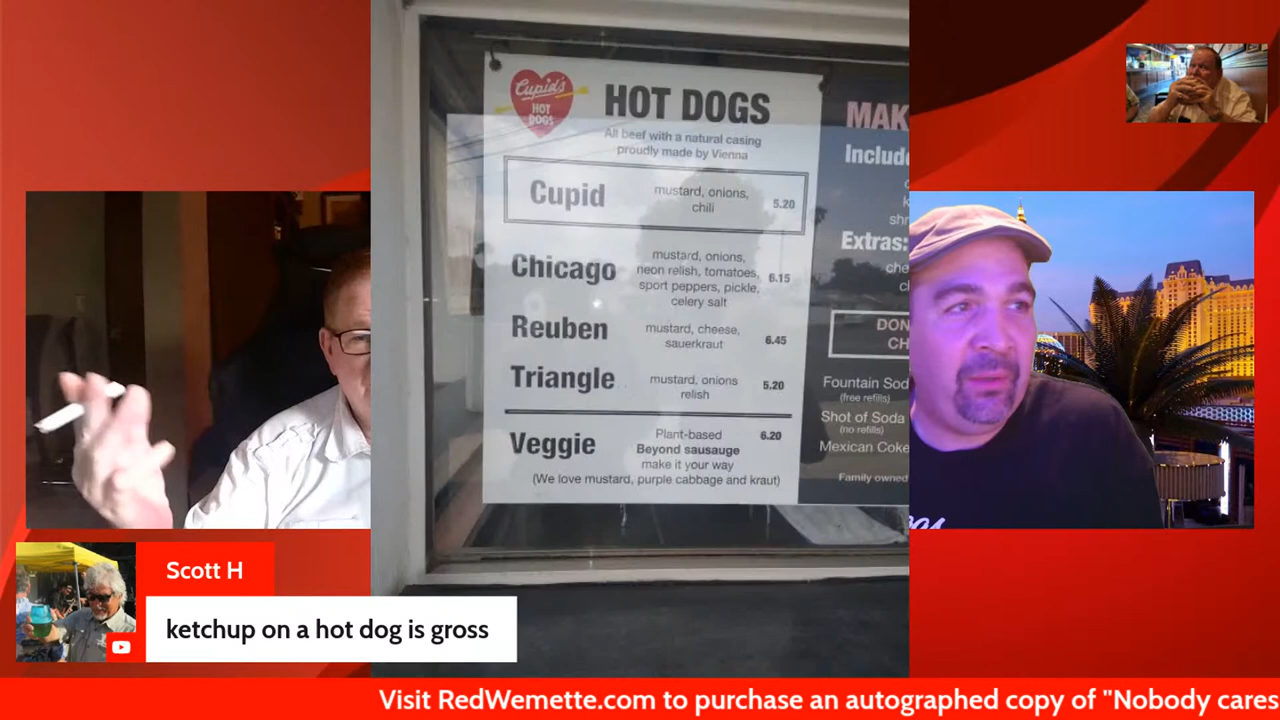 Cupid's
HOT
DOGS
HOT DOGS
All beef with a natural casing
proudly made by Vienna
Cupid
mustard, onions,
chili
5.20
Chicago
mustard, onions,
neon relish, tomatoes,
sport peppers, pickle,
celery salt
6.15
Reuben
mustard, cheese,
sauerkraut
6.45
Triangle
mustard, onions
relish
5.20
Veggie
Plant-based
Beyond sausauge
make it your way
6.20
(We love mustard, purple cabbage and kraut)
MAK
Include
Extras:
DON
CH
Fountain Sod
(free refills)
Shot of Soda
(no refills)
Mexican Coke
Family owned
Scott H
ketchup on a hot dog is gross
Visit RedWemette.com to purchase an autographed copy of "Nobody cares